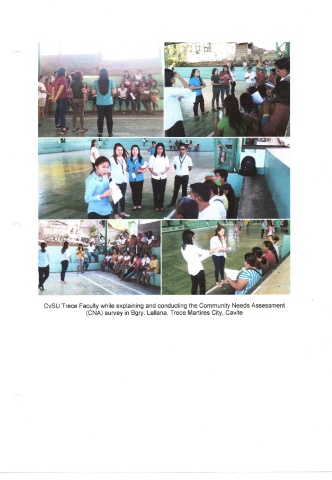 CvSU Trece Faculty while explaining and conducting the Community Needs Assessment
(CNA) survey in Bgry. Lallana, Trece Martires City, Cavite